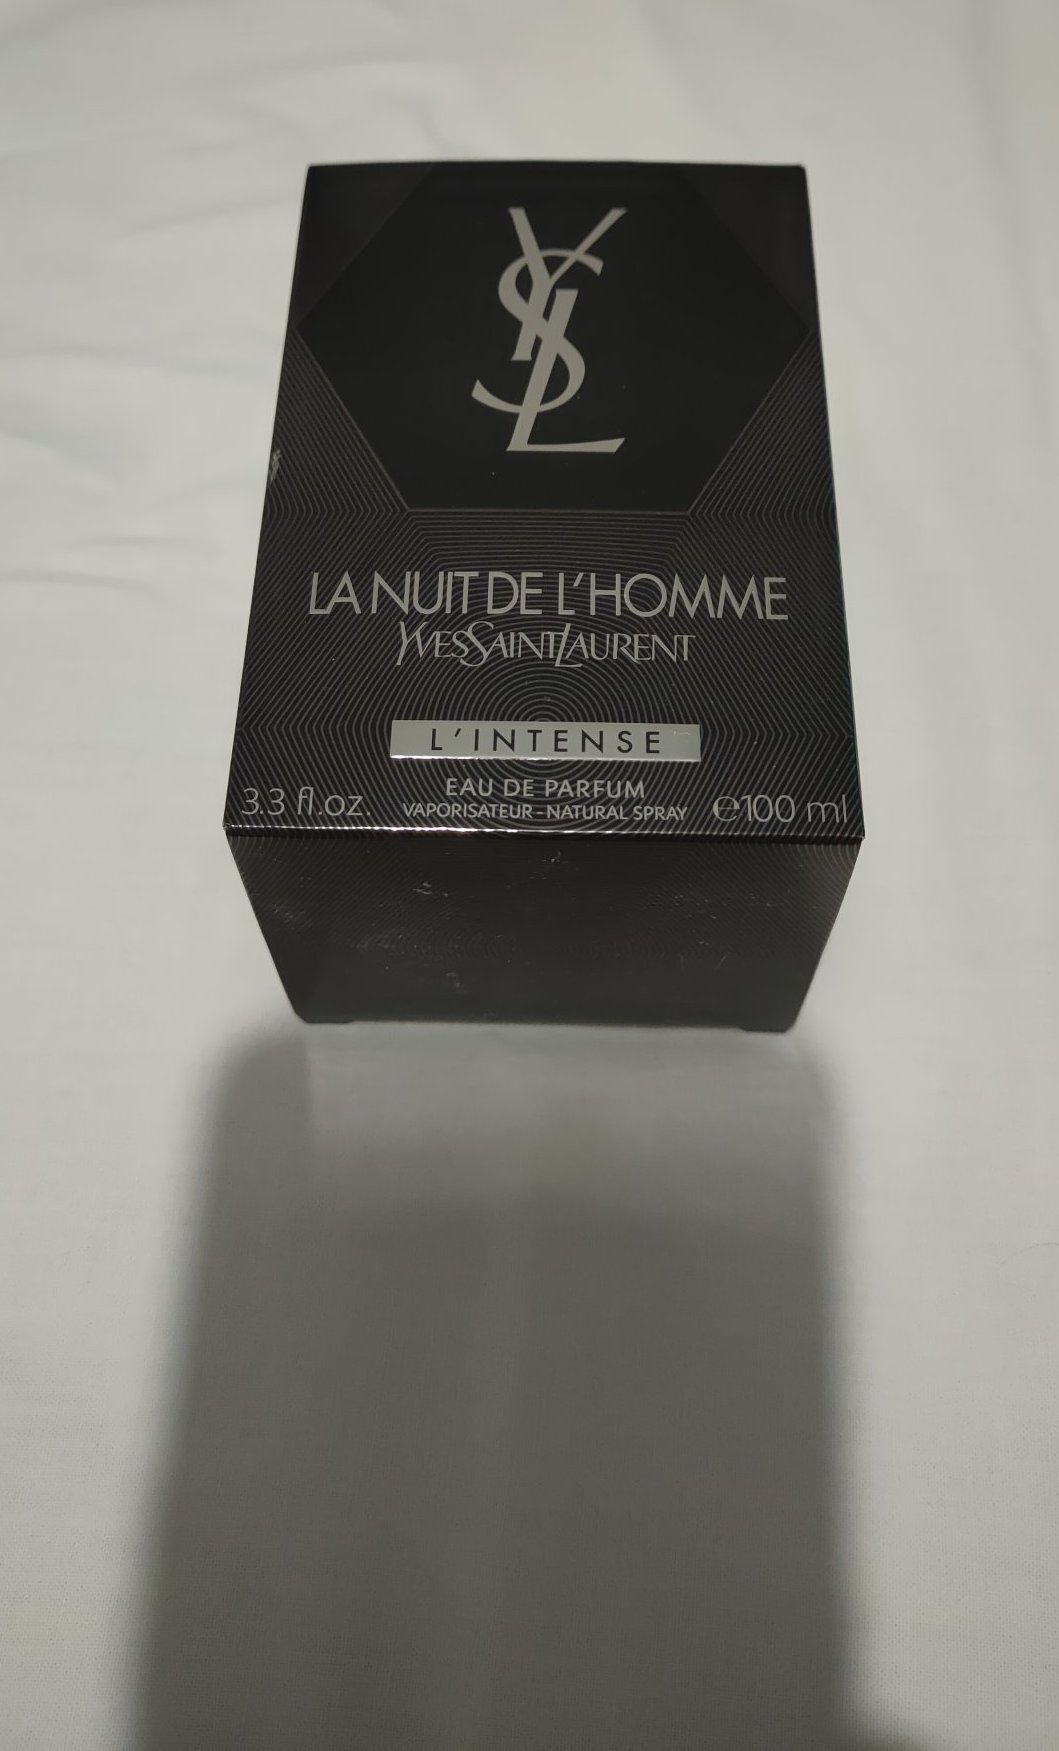 YSL
LA NUIT DE L'HOMME
YVES SAINT LAURENT
L'INTENSE
EAU DE PARFUM
3.3 fl.oz. VAPORISATEUR - NATURAL SPRAY ℮100 ml